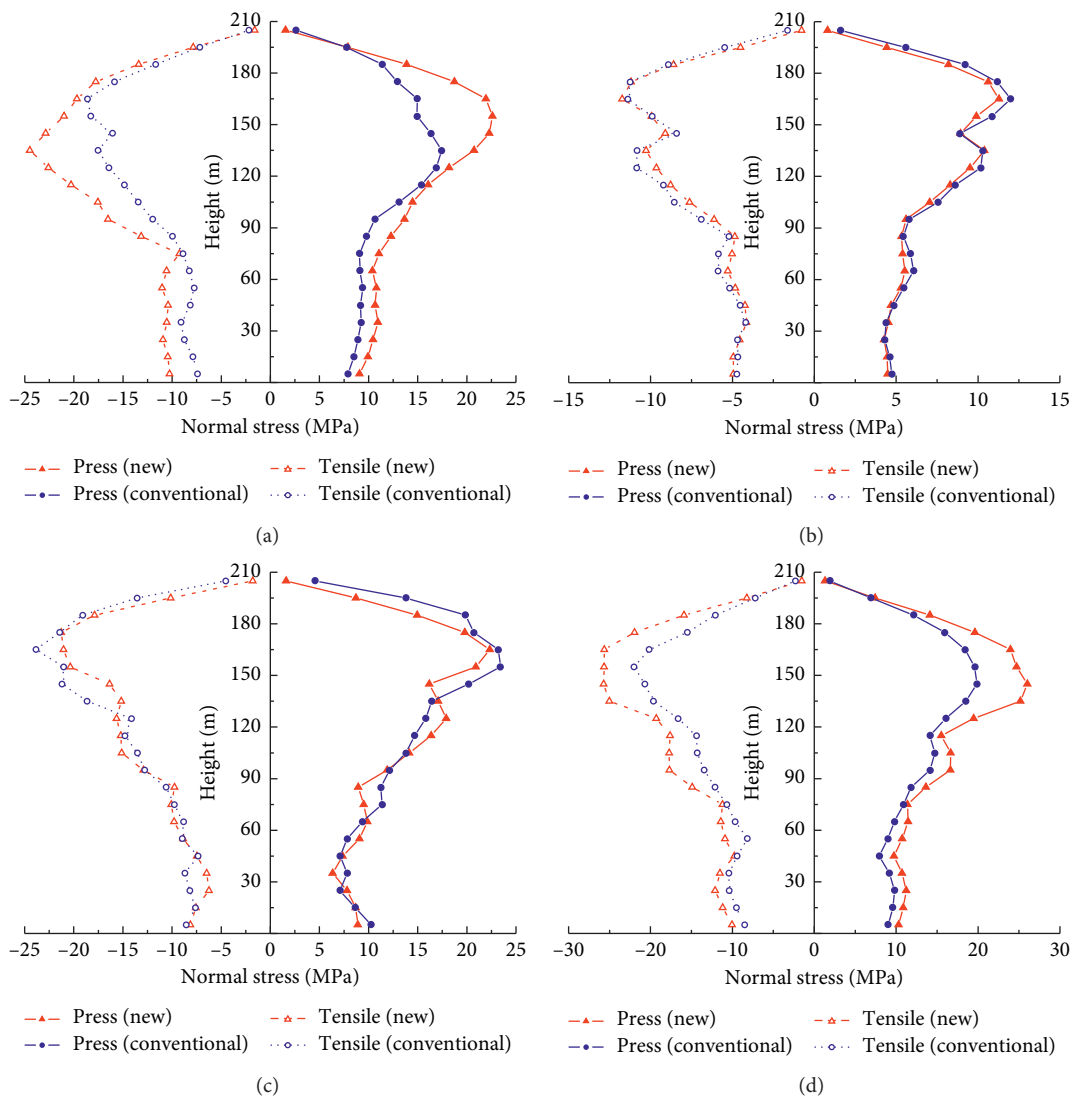 210
180
150
120
90
60
30
0
Height (m)
−25 −20 −15 −10 −5 0 5 10 15 20 25
Normal stress (MPa)
Press (new) Tensile (new)
Press (conventional) Tensile (conventional)
(a)
210
180
150
120
90
60
30
0
Height (m)
−15 −10 −5 0 5 10 15
Normal stress (MPa)
Press (new) Tensile (new)
Press (conventional) Tensile (conventional)
(b)
210
180
150
120
90
60
30
0
Height (m)
−25 −20 −15 −10 −5 0 5 10 15 20 25
Normal stress (MPa)
Press (new) Tensile (new)
Press (conventional) Tensile (conventional)
(c)
210
180
150
120
90
60
30
0
Height (m)
−30 −20 −10 0 10 20 30
Normal stress (MPa)
Press (new) Tensile (new)
Press (conventional) Tensile (conventional)
(d)